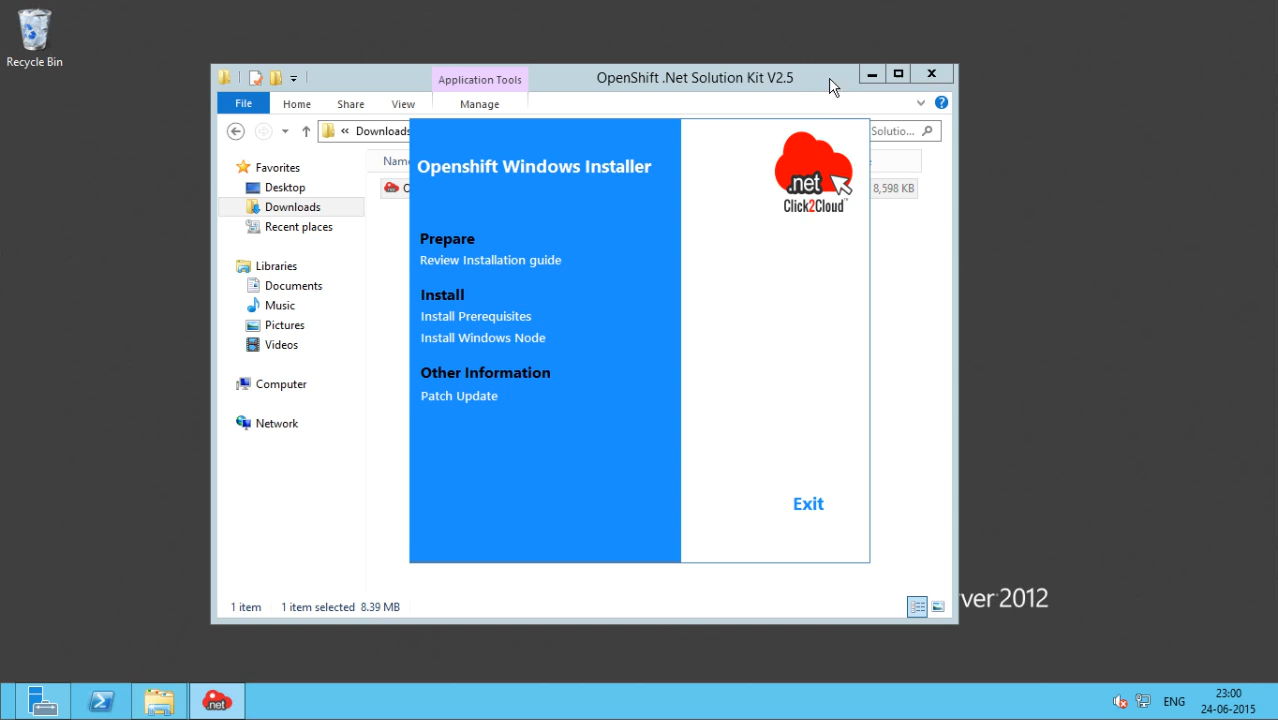 Recycle Bin
Application Tools
OpenShift .Net Solution Kit V2.5
File
Home
Share
View
Manage
« Downloads
Solutio...
Favorites
Desktop
Downloads
Recent places
Libraries
Documents
Music
Pictures
Videos
Computer
Network
8,598 KB
Openshift Windows Installer
Prepare
Review Installation guide
Install
Install Prerequisites
Install Windows Node
Other Information
Patch Update
.net
Click2Cloud™
Exit
1 item
1 item selected 8.39 MB
ver 2012
.net
ENG
23:00
24-06-2015